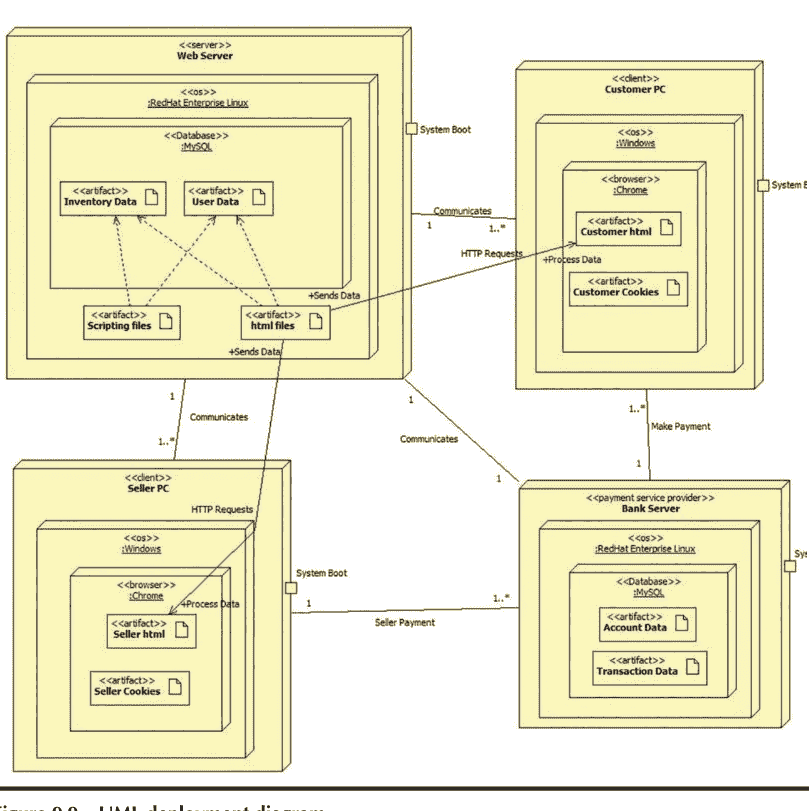 <<server>>
Web Server
<<os>>
:RedHat Enterprise Linux
<<Database>>
:MySQL
<<artifact>>
Inventory Data
<<artifact>>
User Data
<<artifact>>
Scripting files
<<artifact>>
html files
System Boot
<<client>>
Customer PC
<<os>>
:Windows
<<browser>>
:Chrome
<<artifact>>
Customer html
<<artifact>>
Customer Cookies
System B
Communicates
1
1..*
HTTP Requests
+Process Data
+Sends Data
+Sends Data
1
Communicates
1..*
1
Communicates
1
1..*
Make Payment
1
<<client>>
Seller PC
HTTP Requests
<<os>>
:Windows
<<browser>>
:Chrome
+Process Data
<<artifact>>
Seller html
<<artifact>>
Seller Cookies
System Boot
1
1..*
Seller Payment
<<payment service provider>>
Bank Server
<<os>>
:RedHat Enterprise Linux
<<Database>>
:MySQL
<<artifact>>
Account Data
<<artifact>>
Transaction Data
Sys
UML deployment diagram